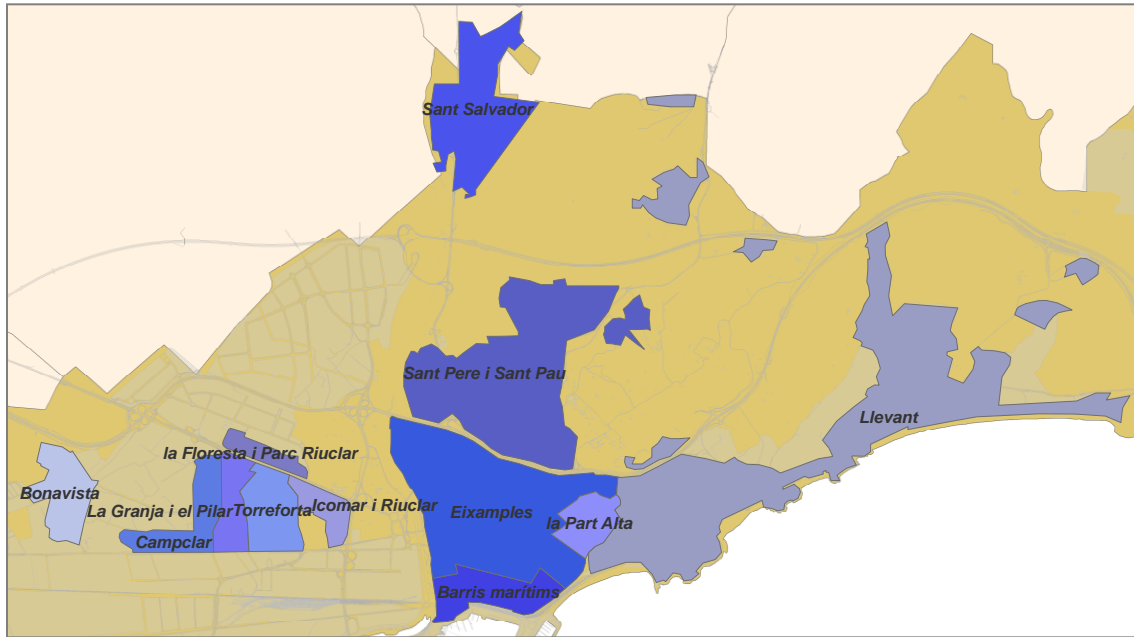 Sant Salvador
Sant Pere i Sant Pau
Llevant
la Floresta i Parc Riuclar
Bonavista
La Granja i el Pilar
Torreforta
Icomar i Riuclar
Eixamples
la Part Alta
Campclar
Barris marítims